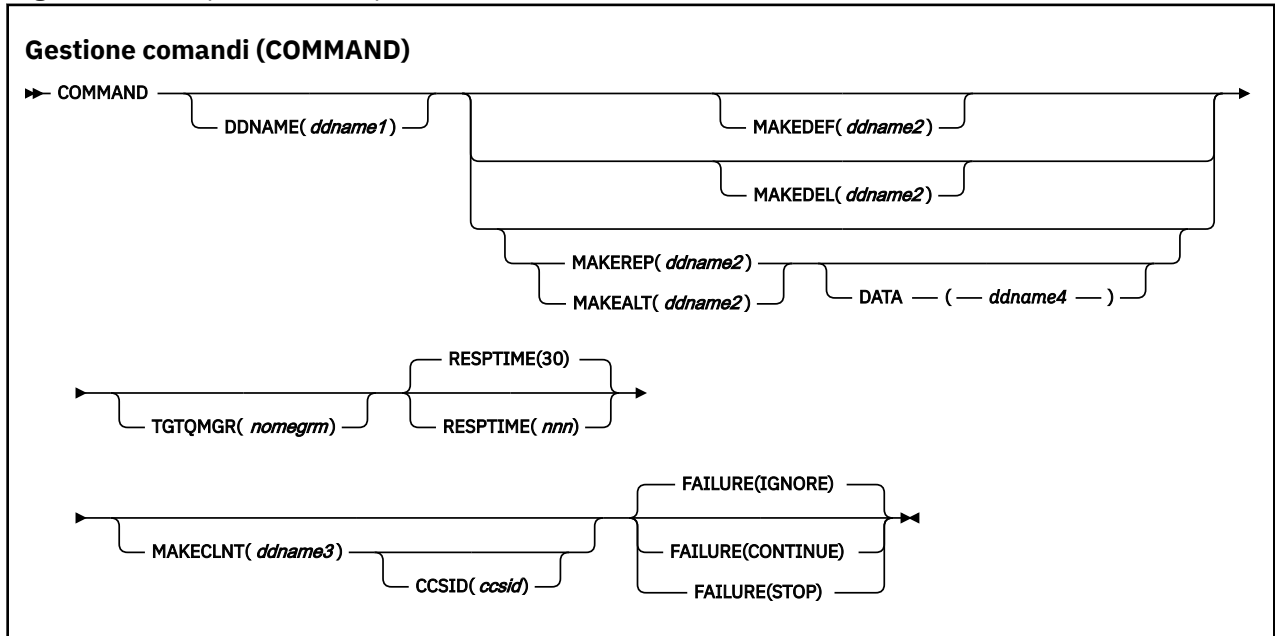 Gestione comandi (COMMAND)
COMMAND
DDNAME( ddname1 )
MAKEDEF( ddname2 )
MAKEDEL( ddname2 )
MAKEREP( ddname2 )
MAKEALT( ddname2 )
DATA ( ddname4 )
RESPTIME(30)
TGTQMGR( nomegrm )
RESPTIME( nnn )
FAILURE(IGNORE)
MAKECLNT( ddname3 )
FAILURE(CONTINUE)
CCSID( ccsid )
FAILURE(STOP)